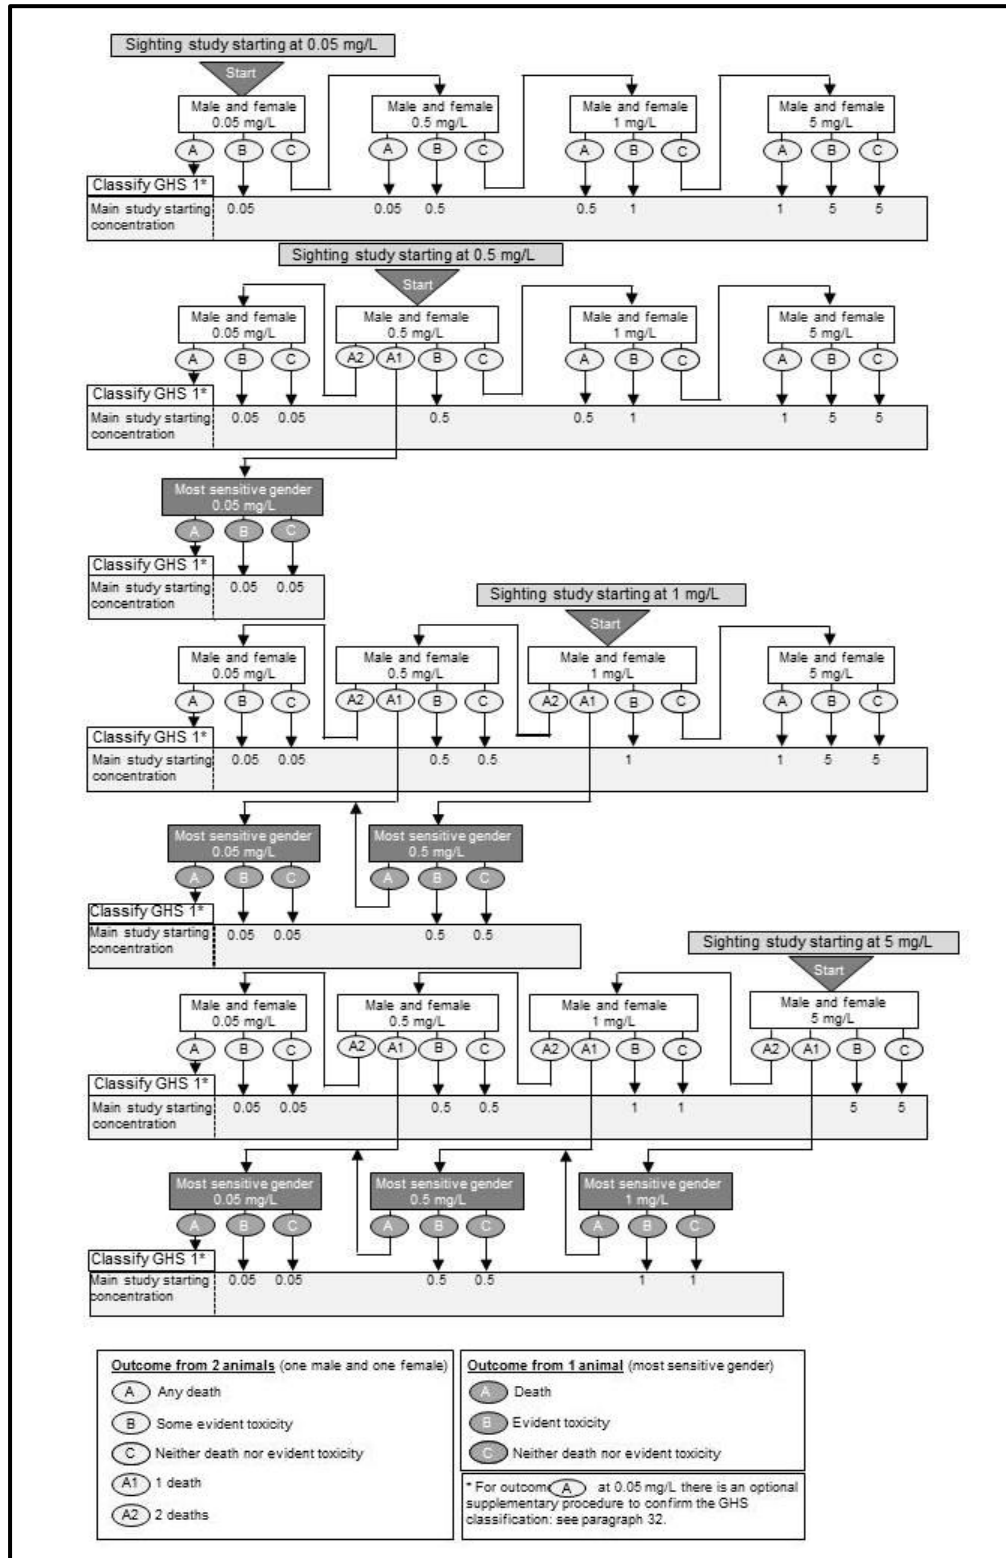 Sighting study starting at 0.05 mg/L
Start
Male and female
0.05 mg/L
Male and female
0.5 mg/L
Male and female
1 mg/L
Male and female
5 mg/L
A B C A B C A B C A B C
Classify GHS 1*
Main study starting
concentration
0.05 0.05 0.5 0.5 1 1 5 5
Sighting study starting at 0.5 mg/L
Start
Male and female
0.05 mg/L
Male and female
0.5 mg/L
Male and female
1 mg/L
Male and female
5 mg/L
A B C A2 A1 B C A B C A B C
Classify GHS 1*
Main study starting
concentration
0.05 0.05 0.5 0.5 1 1 5 5
Most sensitive gender
0.05 mg/L
A B C
Classify GHS 1*
Main study starting
concentration
0.05 0.05
Sighting study starting at 1 mg/L
Start
Male and female
0.05 mg/L
Male and female
0.5 mg/L
Male and female
1 mg/L
Male and female
5 mg/L
A B C A2 A1 B C A2 A1 B C A B C
Classify GHS 1*
Main study starting
concentration
0.05 0.05 0.5 0.5 1 1 5 5
Most sensitive gender
0.05 mg/L
Most sensitive gender
0.5 mg/L
A B C A B C
Classify GHS 1*
Main study starting
concentration
0.05 0.05 0.5 0.5
Sighting study starting at 5 mg/L
Start
Male and female
0.05 mg/L
Male and female
0.5 mg/L
Male and female
1 mg/L
Male and female
5 mg/L
A B C A2 A1 B C A2 A1 B C A2 A1 B C
Classify GHS 1*
Main study starting
concentration
0.05 0.05 0.5 0.5 1 1 5 5
Most sensitive gender
0.05 mg/L
Most sensitive gender
0.5 mg/L
Most sensitive gender
1 mg/L
A B C A B C A B C
Classify GHS 1*
Main study starting
concentration
0.05 0.05 0.5 0.5 1 1
Outcome from 2 animals (one male and one female)
A Any death
B Some evident toxicity
C Neither death nor evident toxicity
A1 1 death
A2 2 deaths
Outcome from 1 animal (most sensitive gender)
A Death
B Evident toxicity
C Neither death nor evident toxicity
* For outcome A at 0.05 mg/L there is an optional
supplementary procedure to confirm the GHS
classification: see paragraph 32.